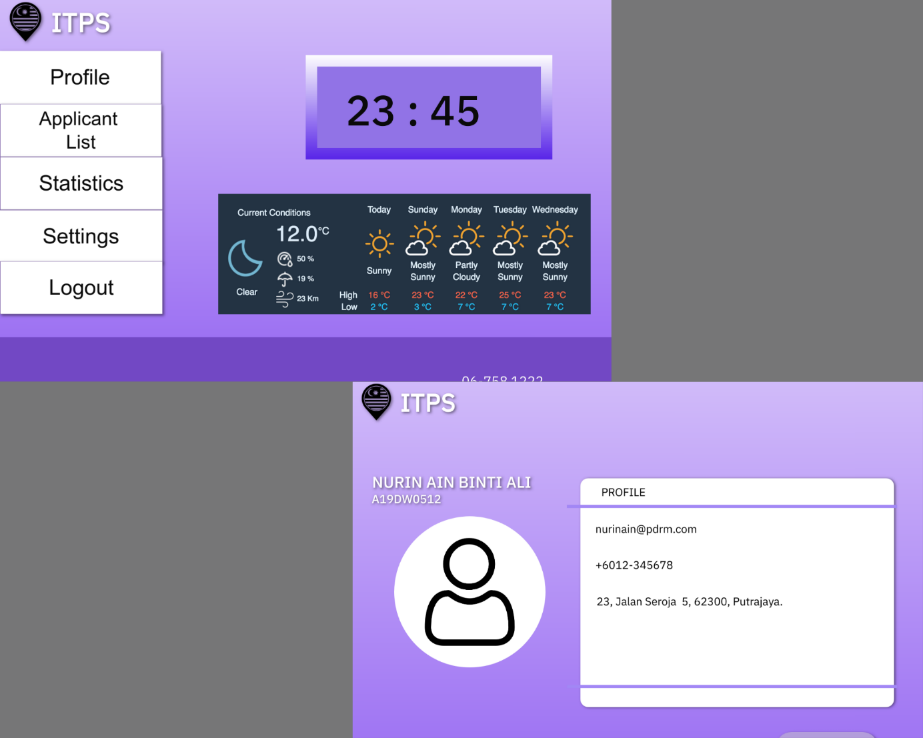 ITPS
Profile
Applicant
List
Statistics
Settings
Logout
23 : 45
Current Conditions
12.0°C
50 %
19 %
23 Km
Clear
Today Sunday Monday Tuesday Wednesday
Sunny Mostly Sunny Partly Cloudy Mostly Sunny Mostly Sunny
High 16 °C 23 °C 22 °C 25 °C 23 °C
Low 2 °C 3 °C 7 °C 7 °C 7 °C
06-758 1222
ITPS
NURIN AIN BINTI ALI
A19DW0512
PROFILE
nurinain@pdrm.com
+6012-345678
23, Jalan Seroja 5, 62300, Putrajaya.